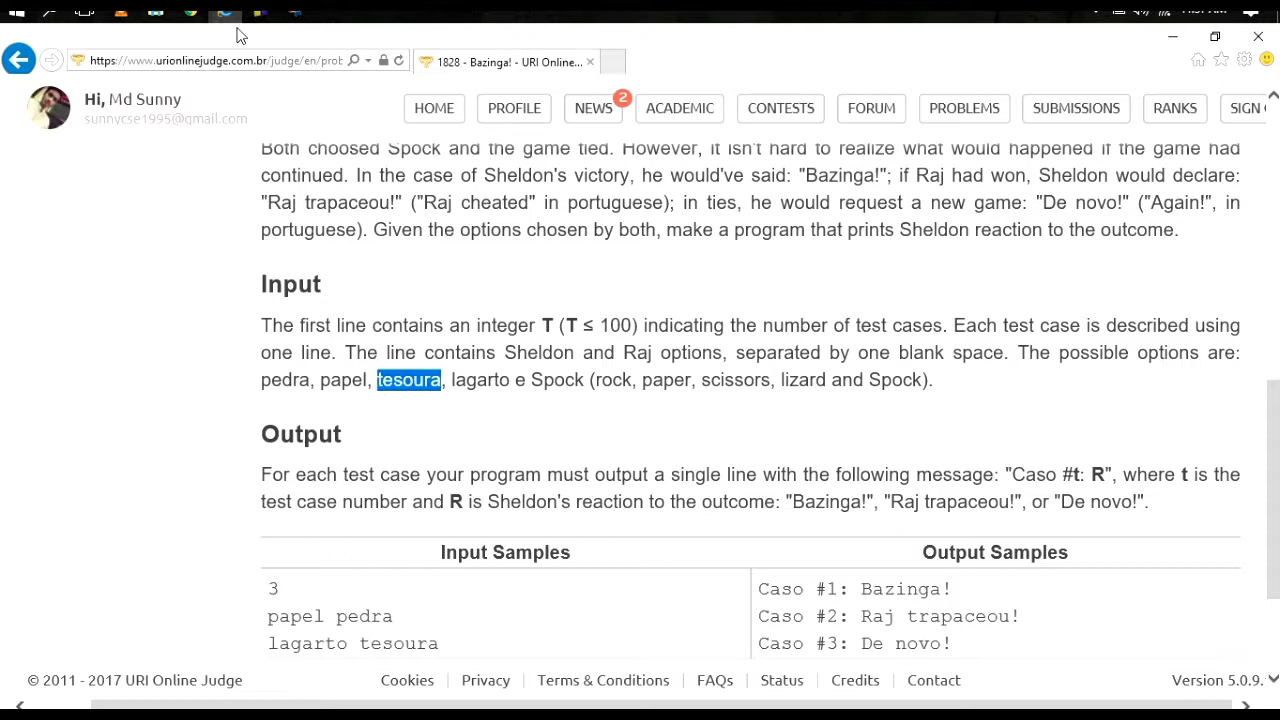 https://www.urionlinejudge.com.br/judge/en/prob
1828 - Bazinga! - URI Online...
Hi, Md Sunny
sunnycse1995@gmail.com
HOME
PROFILE
NEWS
2
ACADEMIC
CONTESTS
FORUM
PROBLEMS
SUBMISSIONS
RANKS
SIGN
Both choosed Spock and the game tied. However, it isn't hard to realize what would happened if the game had
continued. In the case of Sheldon's victory, he would've said: "Bazinga!"; if Raj had won, Sheldon would declare:
"Raj trapaceou!" ("Raj cheated" in portuguese); in ties, he would request a new game: "De novo!" ("Again!", in
portuguese). Given the options chosen by both, make a program that prints Sheldon reaction to the outcome.
Input
The first line contains an integer T (T ≤ 100) indicating the number of test cases. Each test case is described using
one line. The line contains Sheldon and Raj options, separated by one blank space. The possible options are:
pedra, papel, tesoura, lagarto e Spock (rock, paper, scissors, lizard and Spock).
Output
For each test case your program must output a single line with the following message: "Caso #t: R", where t is the
test case number and R is Sheldon's reaction to the outcome: "Bazinga!", "Raj trapaceou!", or "De novo!".
Input Samples
Output Samples
3
Caso #1: Bazinga!
papel pedra
Caso #2: Raj trapaceou!
lagarto tesoura
Caso #3: De novo!
© 2011 - 2017 URI Online Judge
Cookies
Privacy
Terms & Conditions
FAQs
Status
Credits
Contact
Version 5.0.9.